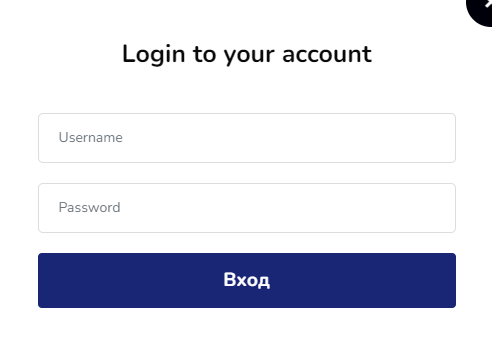 Login to your account
Username
Password
Вход